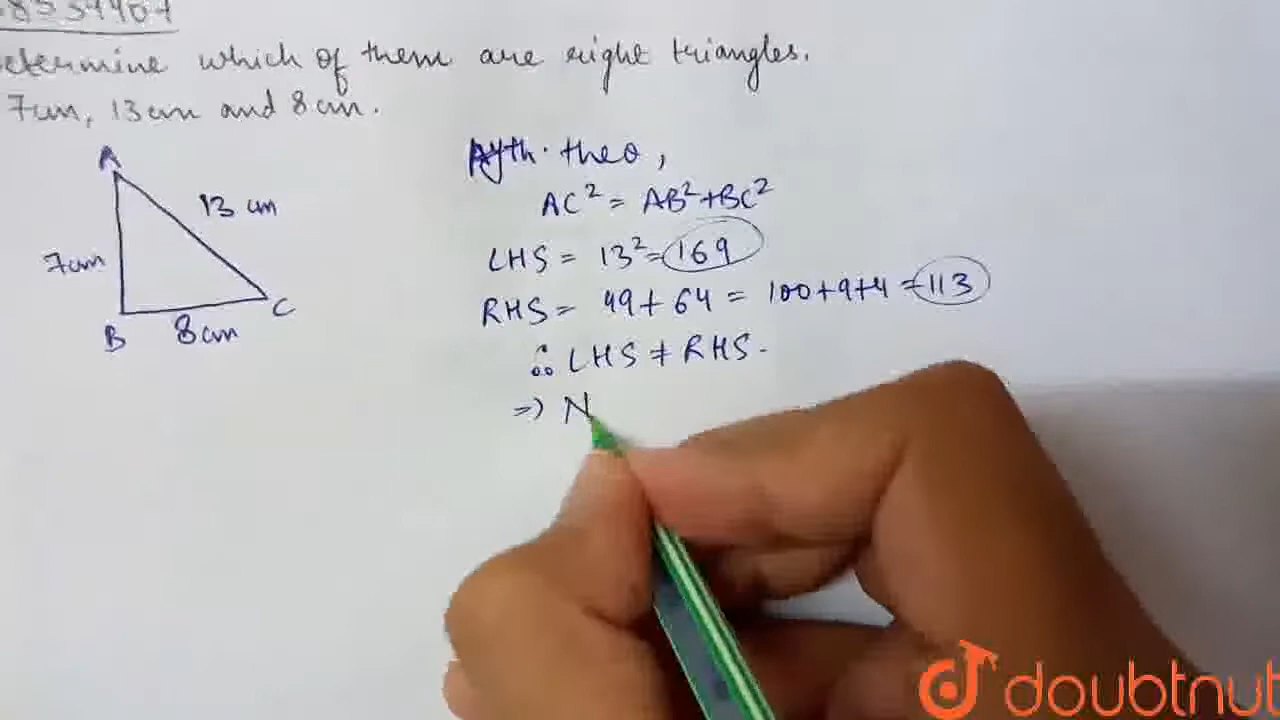 etermine which of them are right triangles.
7cm, 13cm and 8cm.
A
13 cm
7cm
B
8cm
C
Pyth. theo,
AC² = AB²+BC²
LHS = 13² = 169
RHS = 49+64 = 100+9+4 = 113
∴ LHS ≠ RHS.
⇒ N
doubtnut